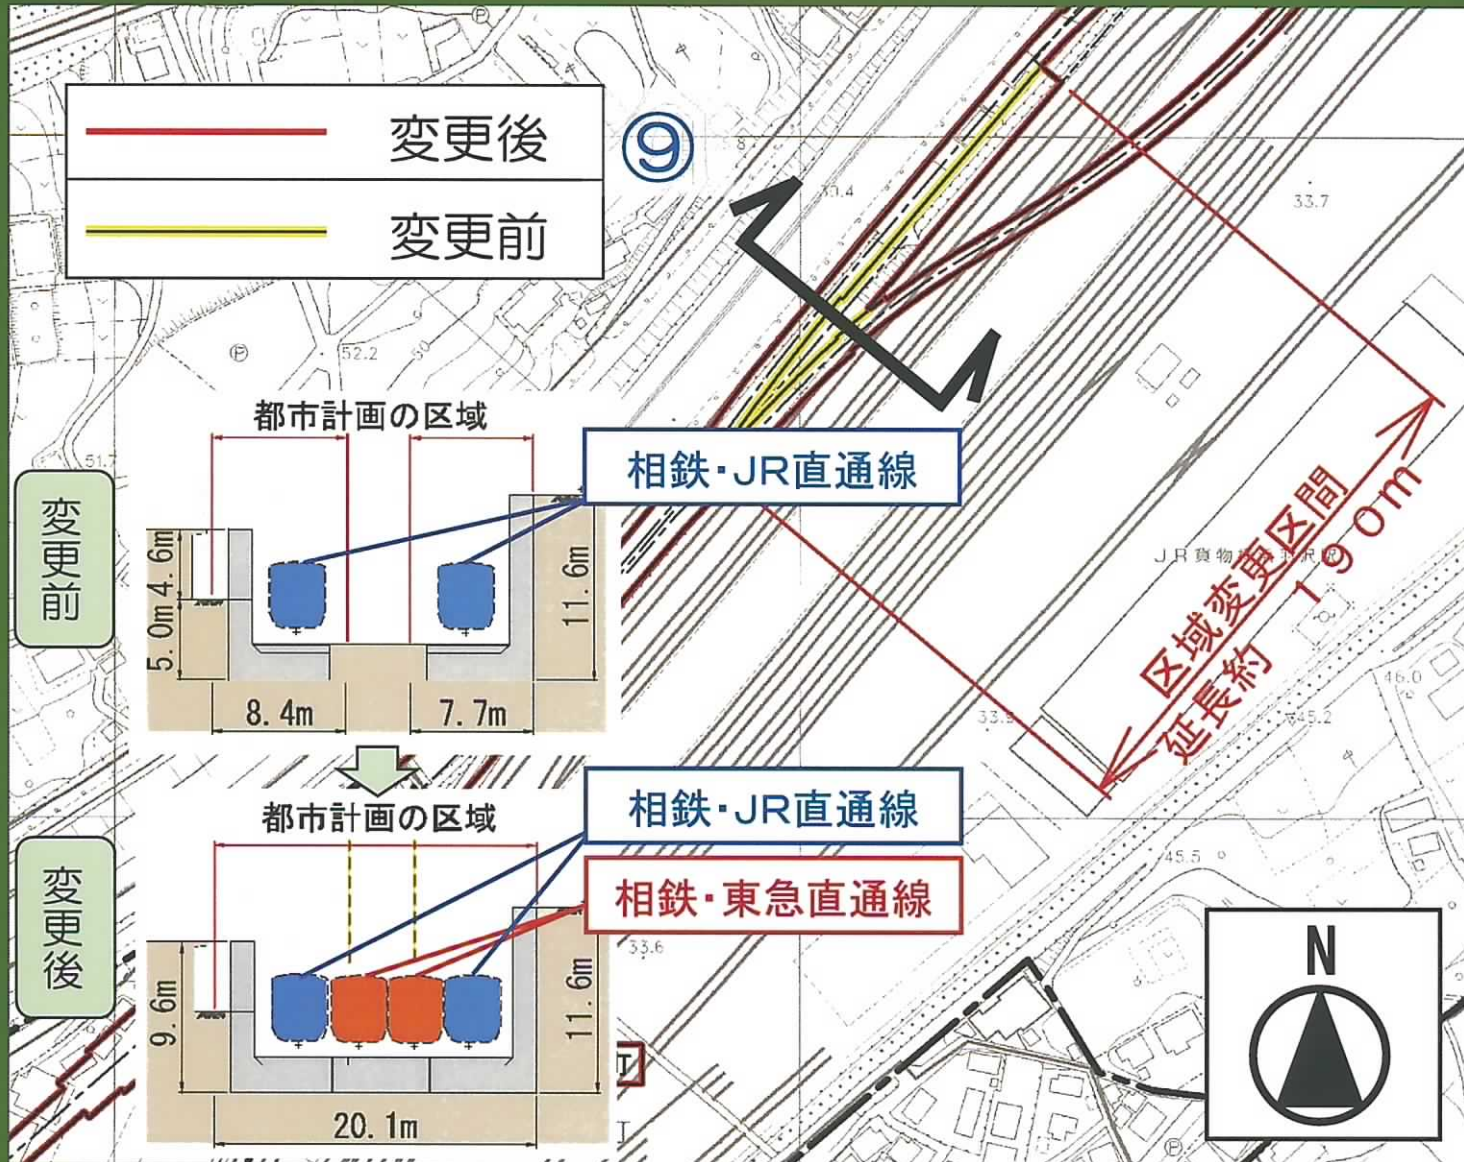 変更後
変更前
⑨
30.4
33.7
52.2
都市計画の区域
相鉄・JR直通線
変更前
4.6m
5.0m
11.6m
8.4m
7.7m
区域変更区間
延長約 190m
46.0
45.2
都市計画の区域
相鉄・JR直通線
相鉄・東急直通線
45.5
33.6
変更後
9.6m
11.6m
20.1m
N